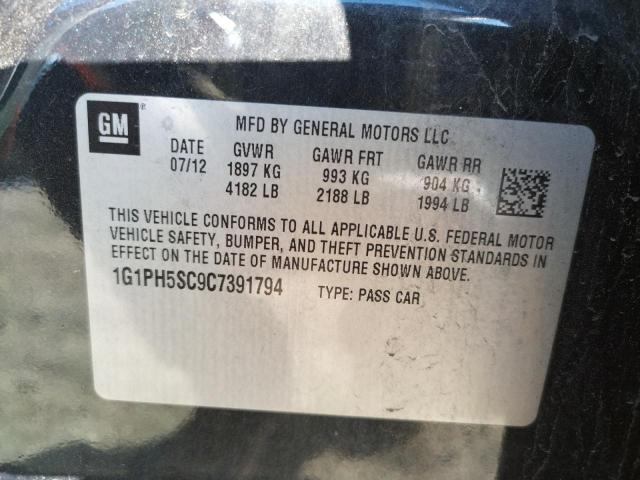 GM ®
MFD BY GENERAL MOTORS LLC
DATE GVWR GAWR FRT GAWR RR
07/12 1897 KG 993 KG 904 KG
4182 LB 2188 LB 1994 LB
THIS VEHICLE CONFORMS TO ALL APPLICABLE U.S. FEDERAL MOTOR
VEHICLE SAFETY, BUMPER, AND THEFT PREVENTION STANDARDS IN
EFFECT ON THE DATE OF MANUFACTURE SHOWN ABOVE.
1G1PH5SC9C7391794 TYPE: PASS CAR